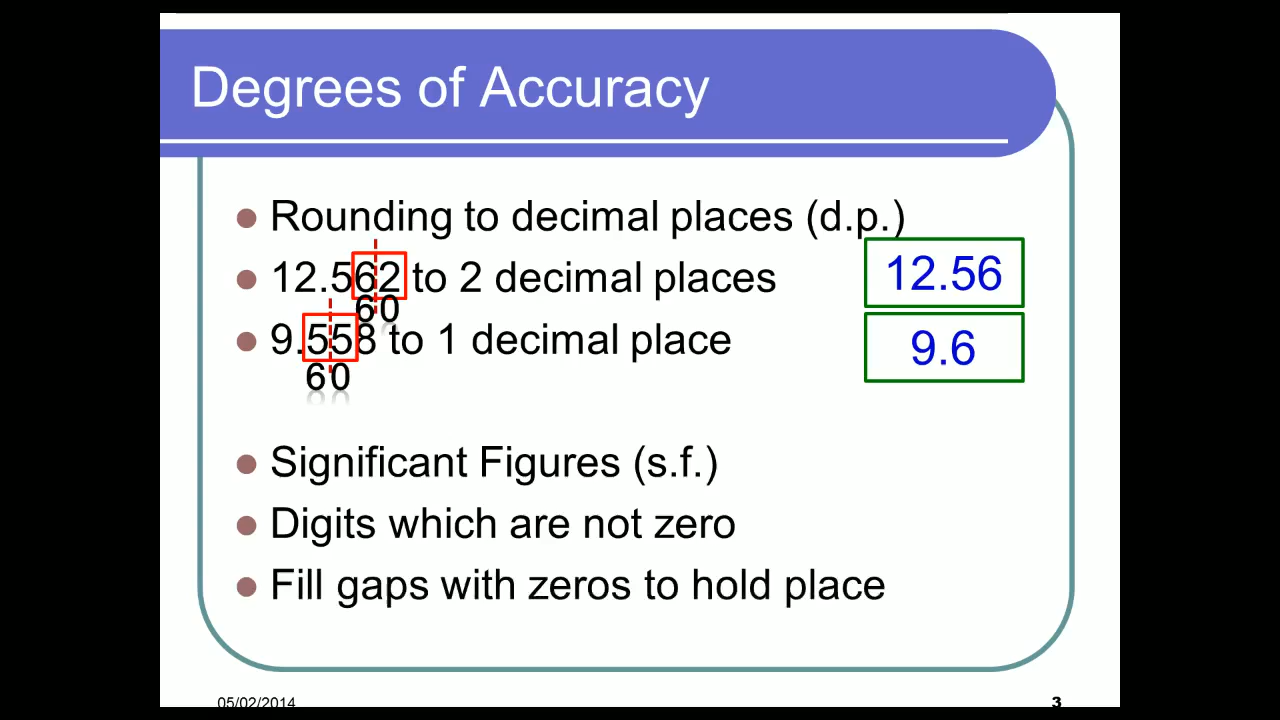 Degrees of Accuracy
Rounding to decimal places (d.p.)
12.562 to 2 decimal places
12.56
60
9.558 to 1 decimal place
9.6
60
Significant Figures (s.f.)
Digits which are not zero
Fill gaps with zeros to hold place
05/02/2014
3